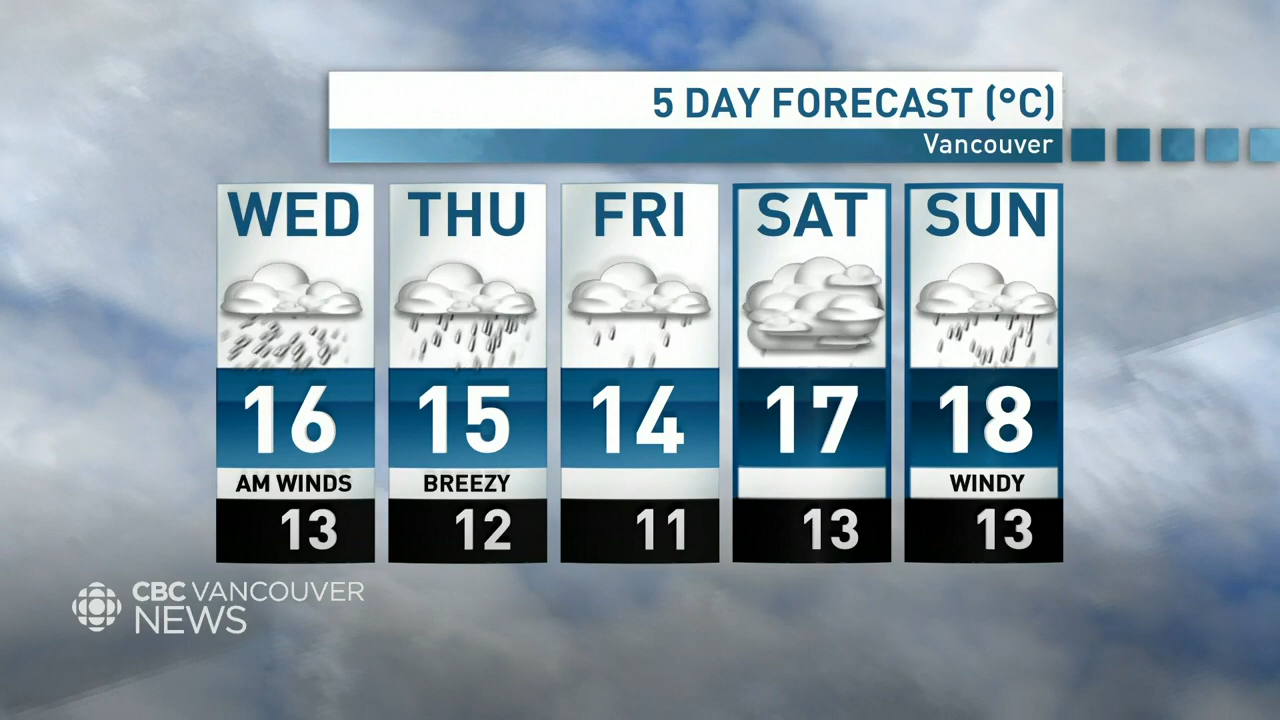 5 DAY FORECAST (°C)
Vancouver
WED THU FRI SAT SUN
16 15 14 17 18
AM WINDS BREEZY WINDY
13 12 11 13 13
CBC VANCOUVER
NEWS